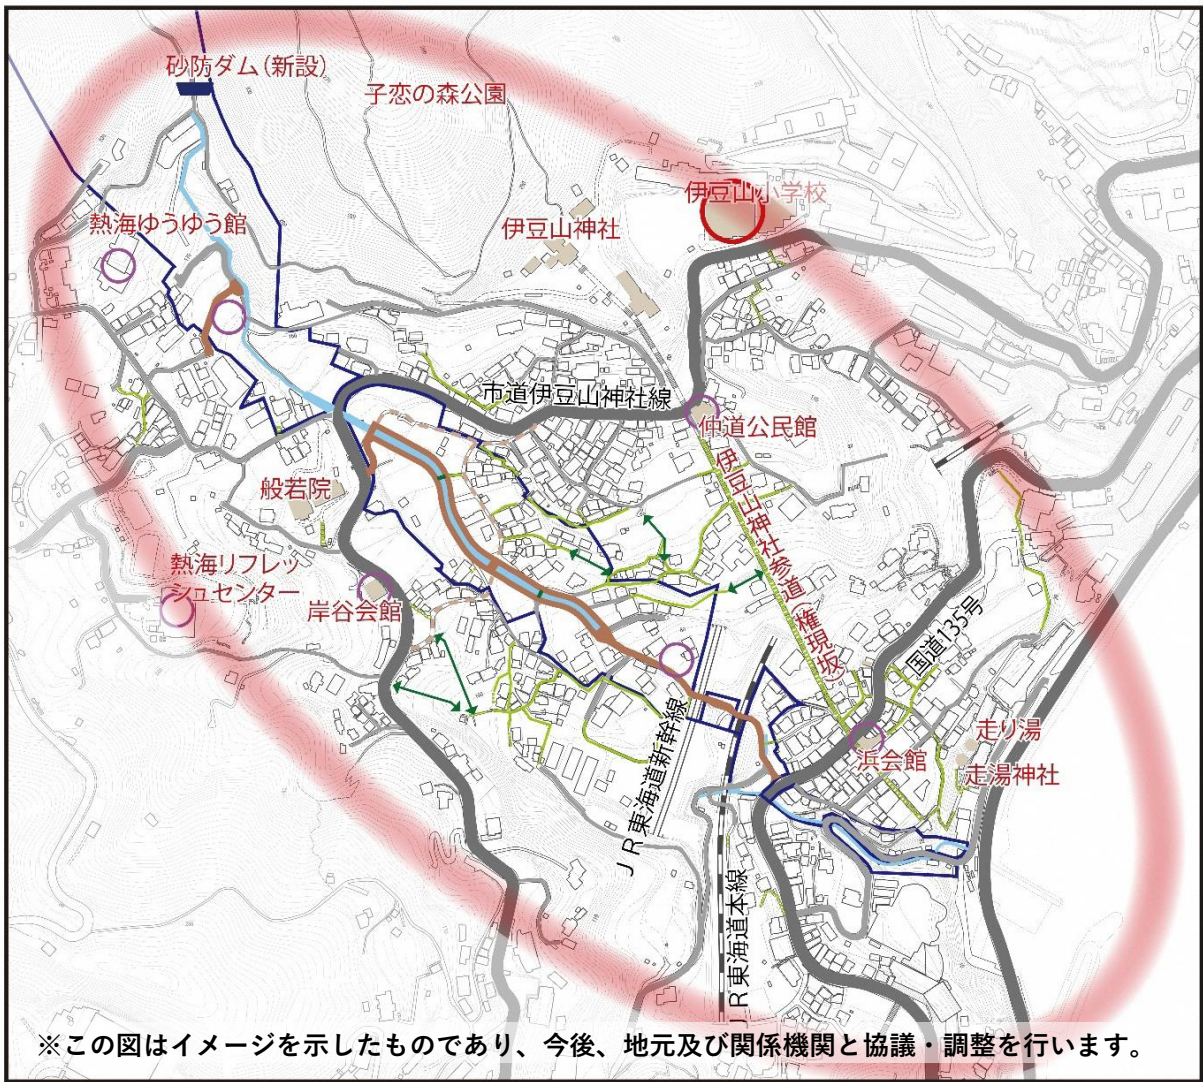 砂防ダム(新設)
子恋の森公園
伊豆山小学校
熱海ゆうゆう館
伊豆山神社
市道伊豆山神社線
仲道公民館
般若院
伊豆山神社参道(権現坂)
熱海リフレッ
シュセンター
岸谷会館
国道135号
走り湯
浜会館
走湯神社
JR東海道新幹線
JR東海道本線
※この図はイメージを示したものであり、今後、地元及び関係機関と協議・調整を行います。